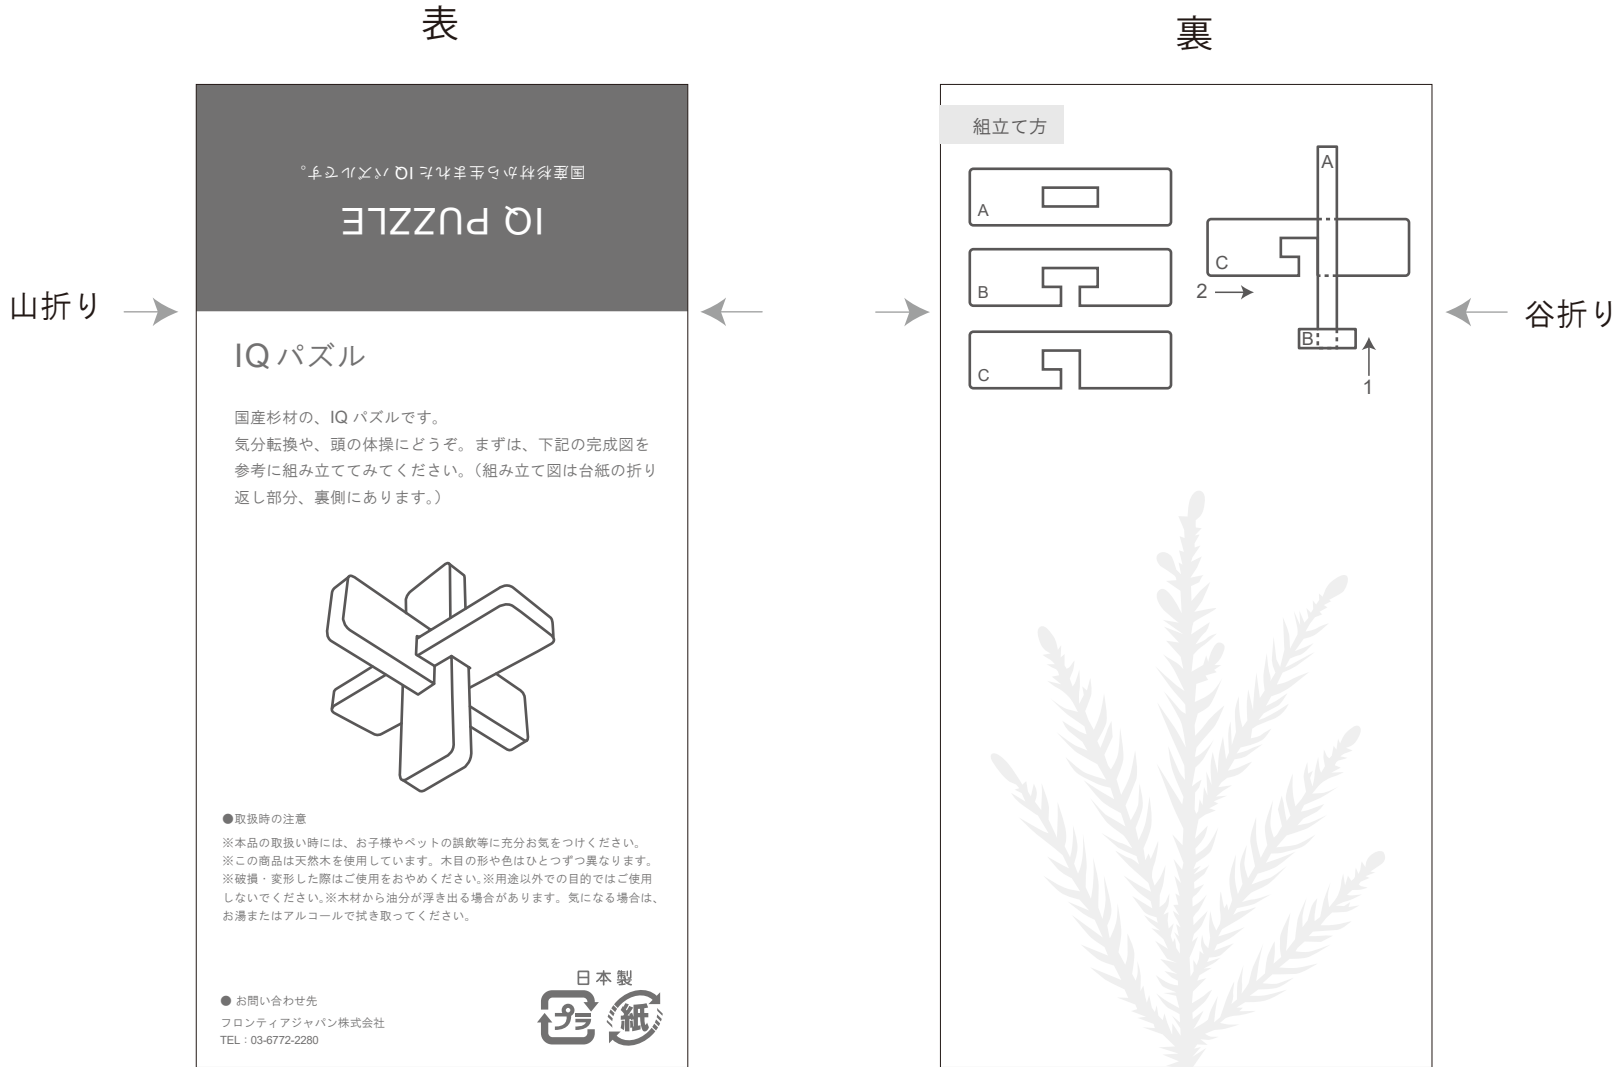 表
国産杉材から生まれた IQ パズルです。
IQ PUZZLE
山折り
IQ パズル
国産杉材の、IQ パズルです。
気分転換や、頭の体操にどうぞ。まずは、下記の完成図を
参考に組み立ててみてください。（組み立て図は台紙の折り
返し部分、裏側にあります。）
●取扱時の注意
※本品の取扱い時には、お子様やペットの誤飲等に充分お気をつけください。
※この商品は天然木を使用しています。木目の形や色はひとつずつ異なります。
※破損・変形した際はご使用をおやめください。※用途以外での目的ではご使用
しないでください。※木材から油分が浮き出る場合があります。気になる場合は、
お湯またはアルコールで拭き取ってください。
日本製
プラ
紙
● お問い合わせ先
フロンティアジャパン株式会社
TEL：03-6772-2280
裏
組立て方
A
B
C
A
C
2
B
1
谷折り